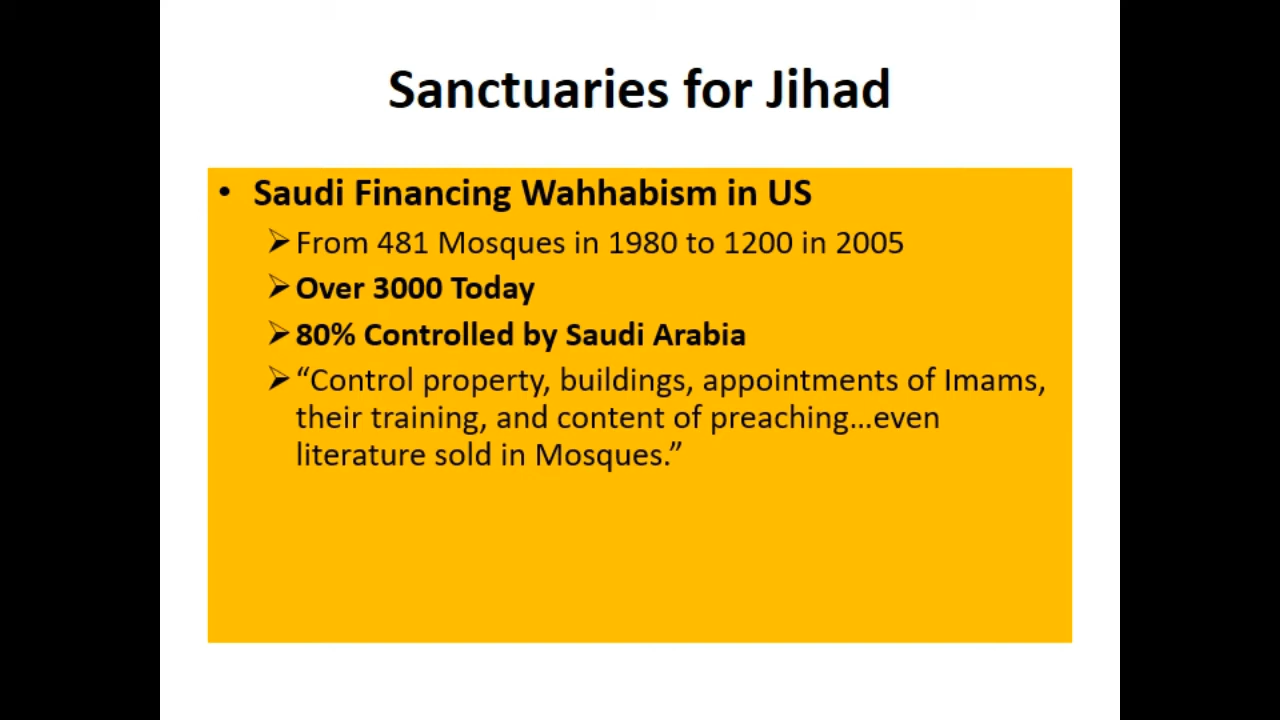 Sanctuaries for Jihad
• Saudi Financing Wahhabism in US
➢From 481 Mosques in 1980 to 1200 in 2005
➢Over 3000 Today
➢80% Controlled by Saudi Arabia
➢“Control property, buildings, appointments of Imams,
their training, and content of preaching…even
literature sold in Mosques.”